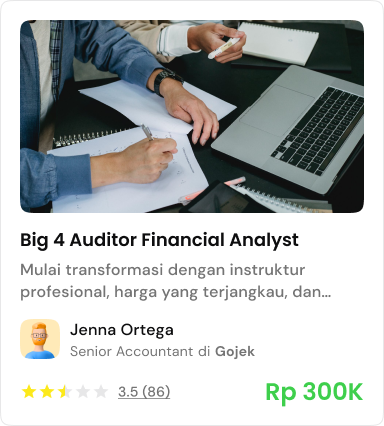 Big 4 Auditor Financial Analyst
Mulai transformasi dengan instruktur
profesional, harga yang terjangkau, dan...
Jenna Ortega
Senior Accountant di Gojek
3.5 (86)
Rp 300K